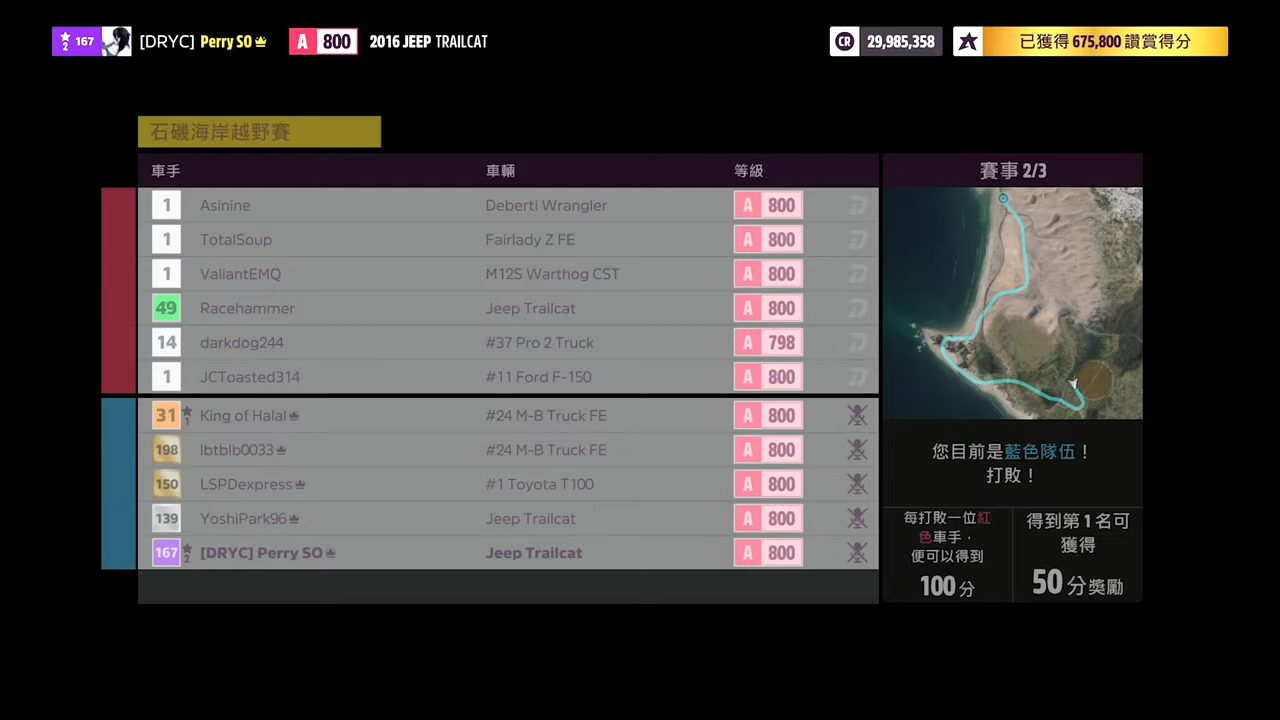 2 167 [DRYC] Perry SO A 800 2016 JEEP TRAILCAT CR 29,985,358 已獲得 675,800 讚賞得分
石磯海岸越野賽
車手 車輛 等級 賽事 2/3
1 Asinine Deberti Wrangler A 800
1 TotalSoup Fairlady Z FE A 800
1 ValiantEMQ M12S Warthog CST A 800
49 Racehammer Jeep Trailcat A 800
14 darkdog244 #37 Pro 2 Truck A 798
1 JCToasted314 #11 Ford F-150 A 800
31 1 King of Halal #24 M-B Truck FE A 800
198 lbtblb0033 #24 M-B Truck FE A 800
150 LSPDexpress #1 Toyota T100 A 800
139 YoshiPark96 Jeep Trailcat A 800
167 2 [DRYC] Perry SO Jeep Trailcat A 800
您目前是藍色隊伍！
打敗！
每打敗一位紅
色車手，
便可以得到
100 分
得到第 1 名可
獲得
50 分獎勵